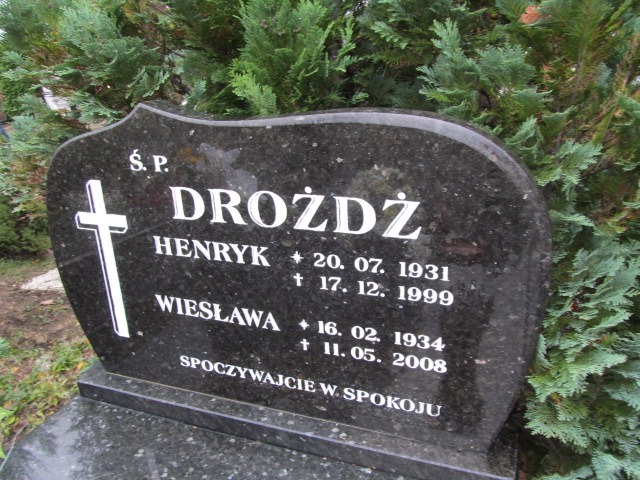 Ś. P.
DROŻDŻ
HENRYK * 20. 07. 1931
† 17. 12. 1999
WIESŁAWA * 16. 02. 1934
† 11. 05. 2008
SPOCZYWAJCIE W SPOKOJU